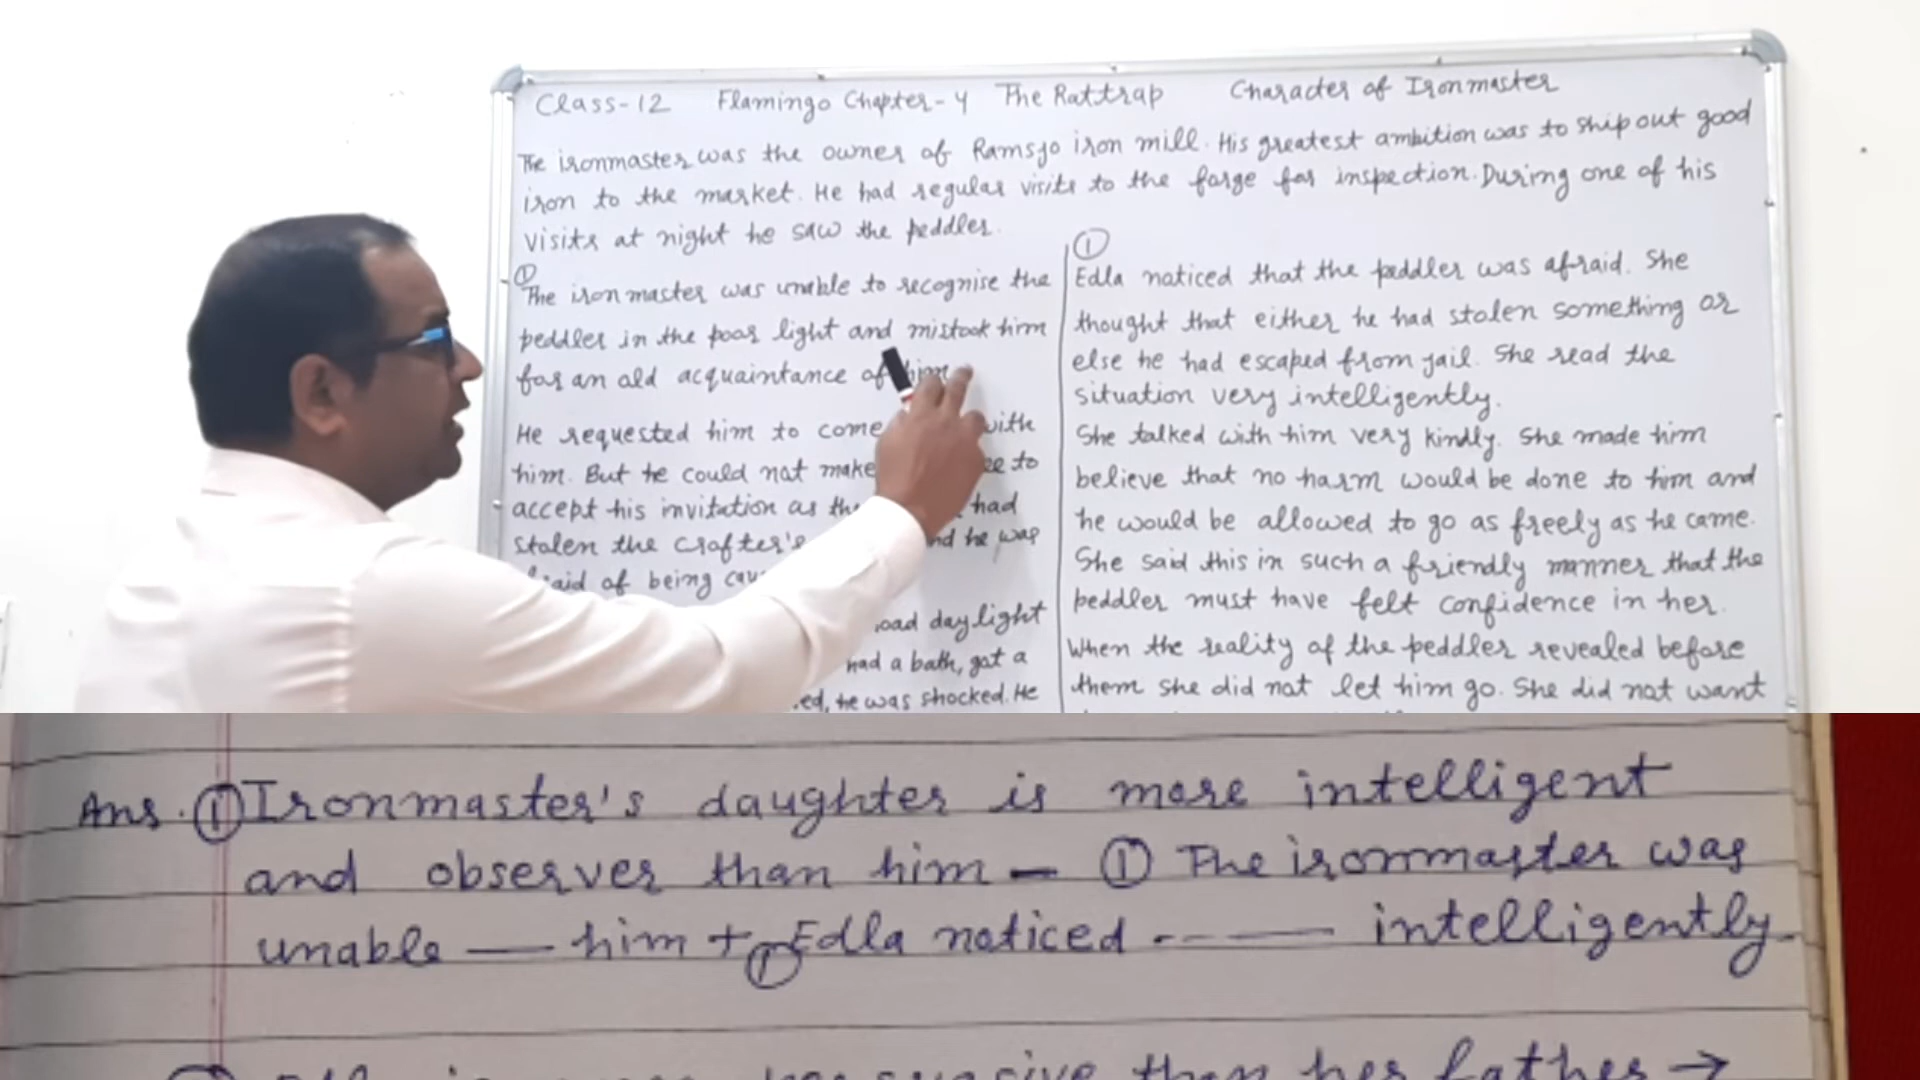 Class-12 Flamingo Chapter-4 The Rattrap Character of Ironmaster
The ironmaster was the owner of Ramsjo iron mill. His greatest ambition was to ship out good
iron to the market. He had regular visits to the forge for inspection. During one of his
visits at night he saw the peddler.
①
The ironmaster was unable to recognise the
peddler in the poor light and mistook him
for an old acquaintance of him
He requested him to come with
him. But he could not make to
accept his invitation as the had
stolen the crofter's he was
of being
broad daylight
had a bath, got a
he was shocked. He
①
Edla noticed that the peddler was afraid. She
thought that either he had stolen something or
else he had escaped from jail. She read the
situation very intelligently.
She talked with him very kindly. She made him
believe that no harm would be done to him and
he would be allowed to go as freely as he came.
She said this in such a friendly manner that the
peddler must have felt confidence in her.
When the reality of the peddler revealed before
them she did not let him go. She did not want
Ans. ① Ironmaster's daughter is more intelligent
and observer than him - ① The ironmaster was
unable — him + ① Edla noticed ---- intelligently.
than her father →